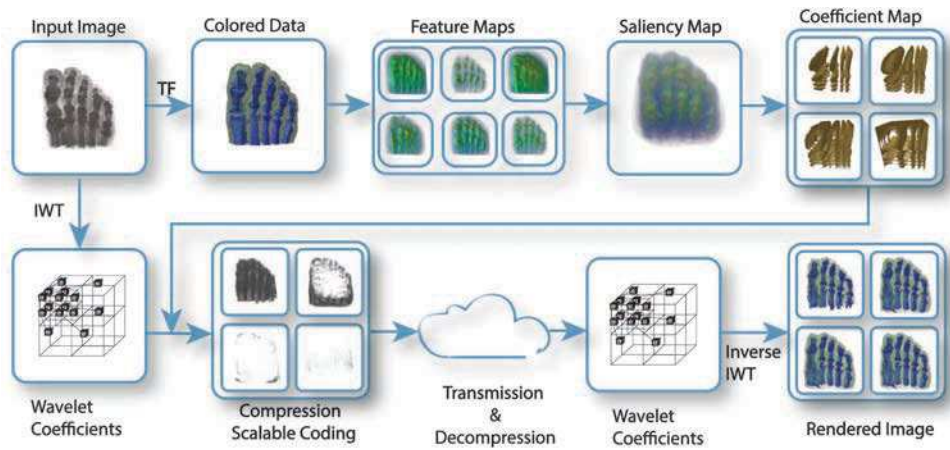 Input Image
Colored Data
Feature Maps
Saliency Map
Coefficient Map
TF
IWT
Inverse
IWT
Wavelet
Coefficients
Compression
Scalable Coding
Transmission
&
Decompression
Wavelet
Coefficients
Rendered Image